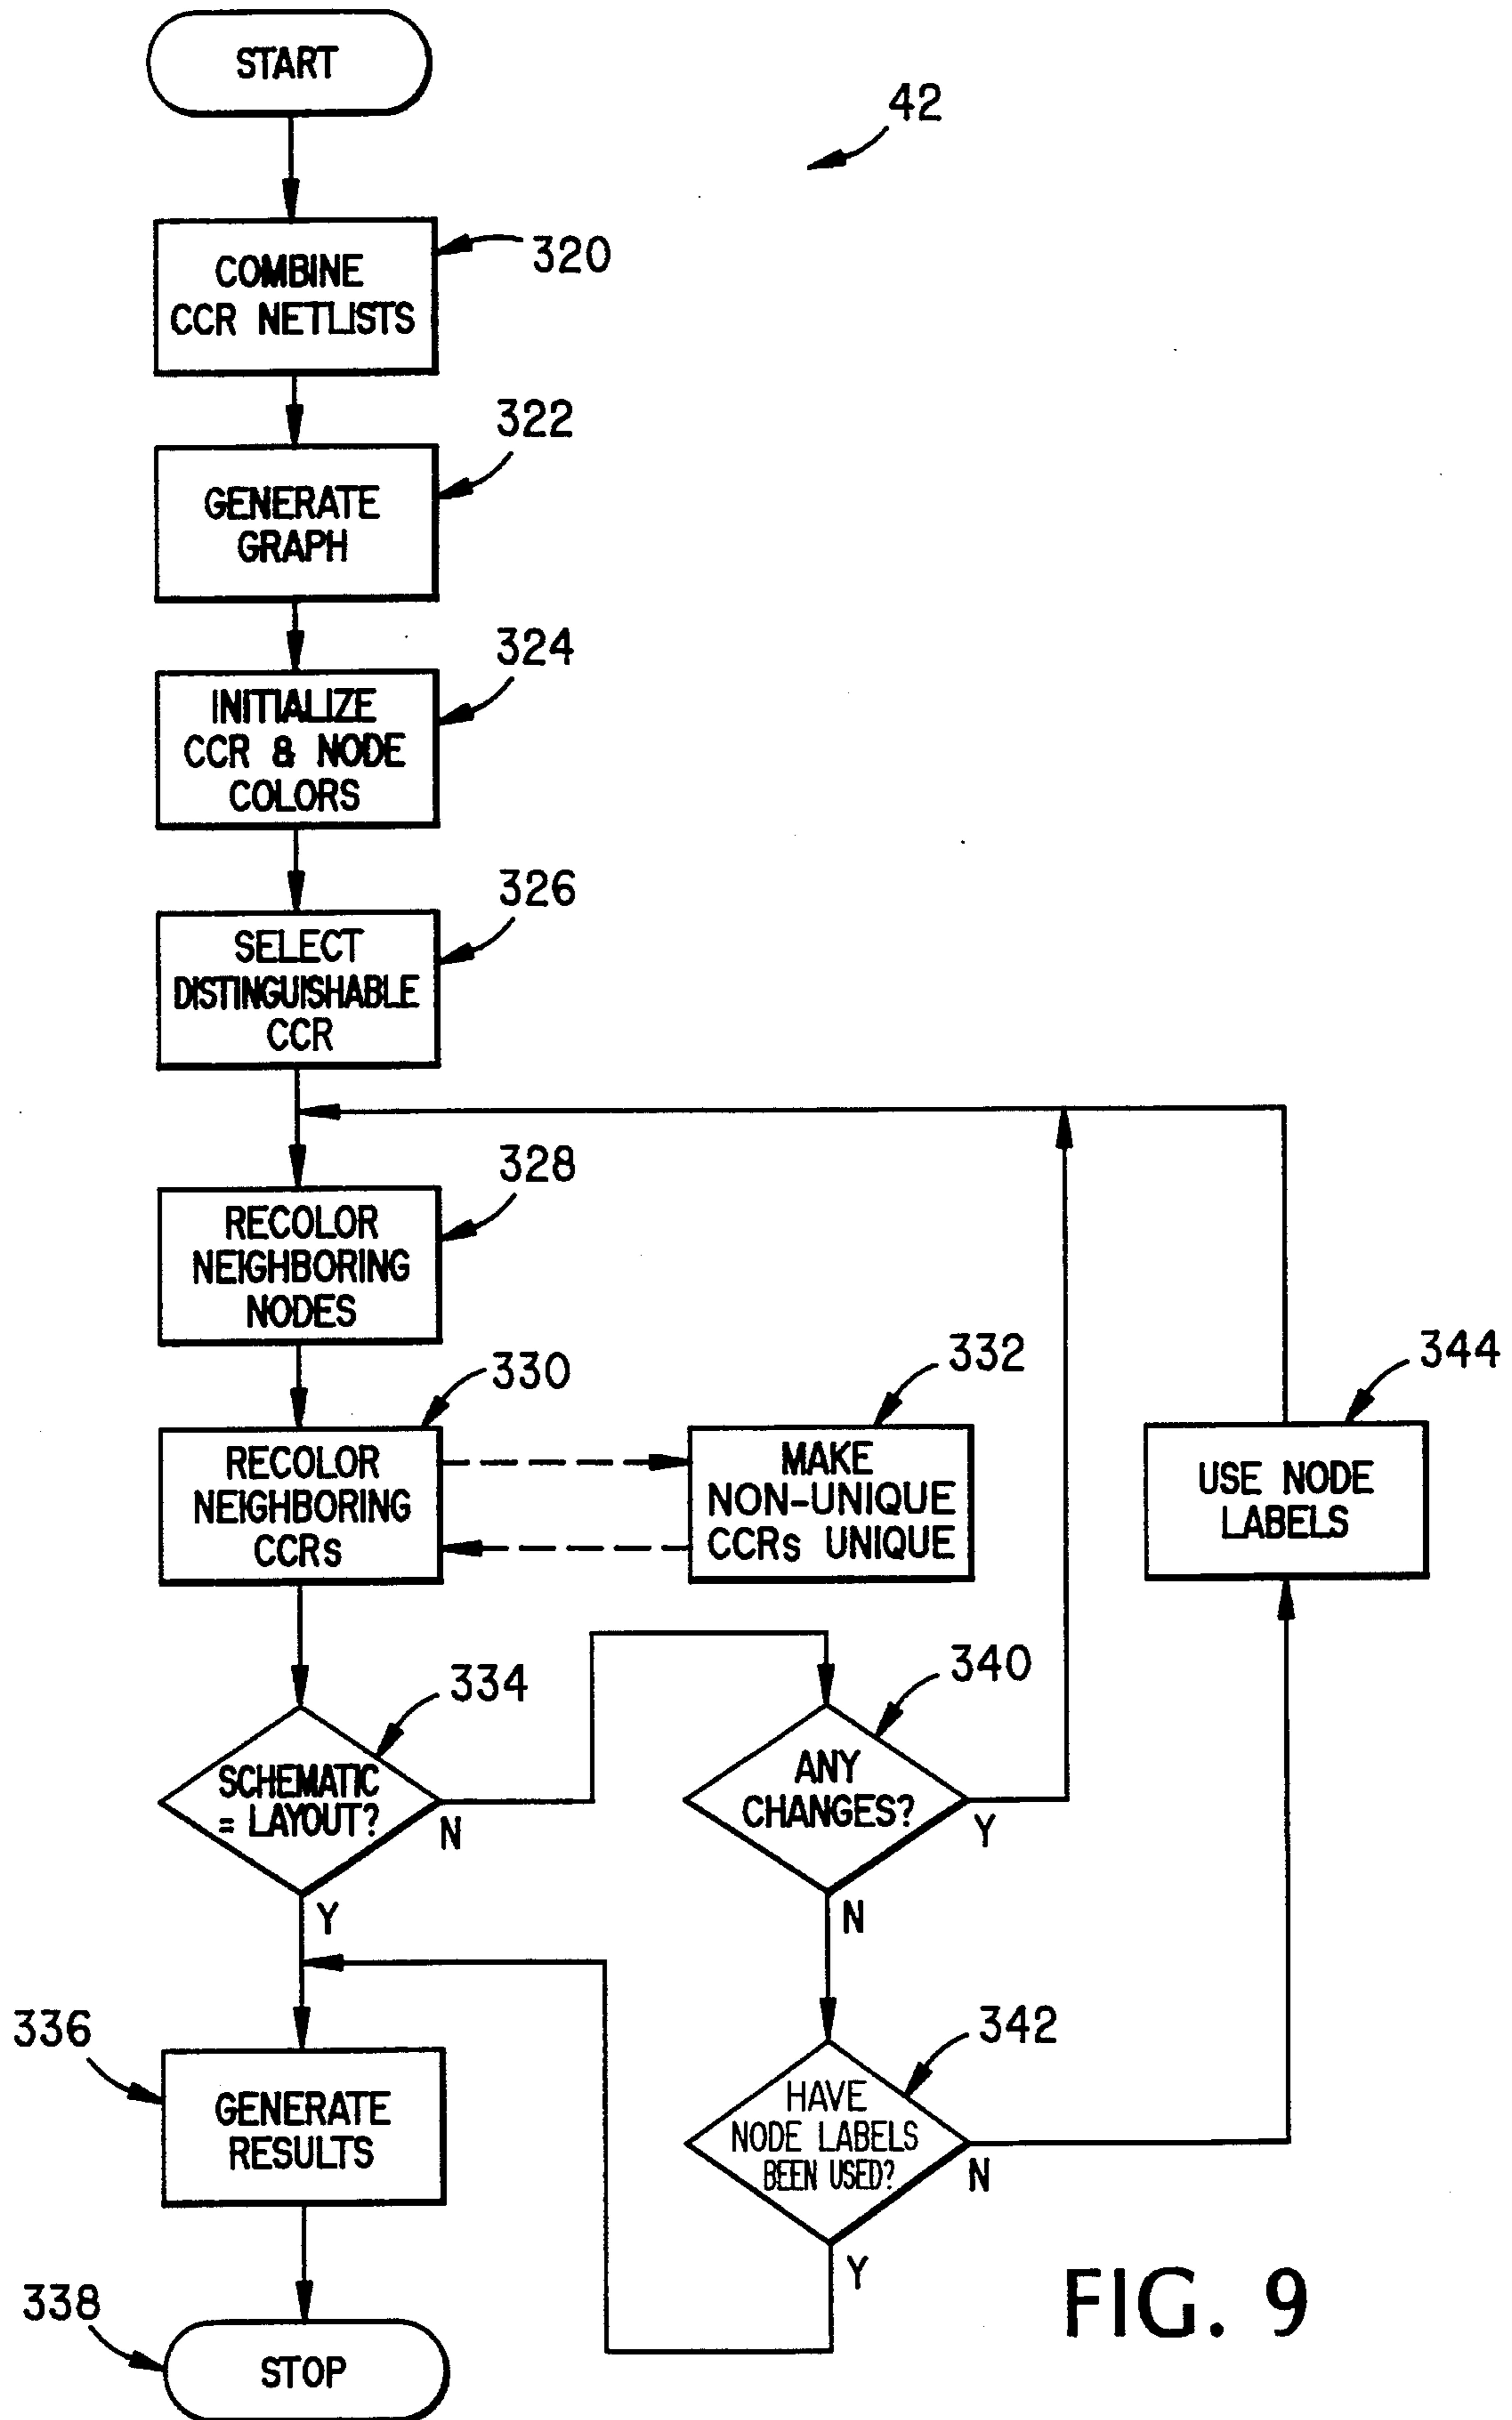 START
42
COMBINE
CCR NETLISTS
320
GENERATE
GRAPH
322
INITIALIZE
CCR & NODE
COLORS
324
SELECT
DISTINGUISHABLE
CCR
326
RECOLOR
NEIGHBORING
NODES
328
RECOLOR
NEIGHBORING
CCRs
330
MAKE
NON-UNIQUE
CCRs UNIQUE
332
USE NODE
LABELS
344
SCHEMATIC
= LAYOUT?
334
N
Y
ANY
CHANGES?
340
Y
N
HAVE
NODE LABELS
BEEN USED?
342
N
Y
GENERATE
RESULTS
336
STOP
338
FIG. 9